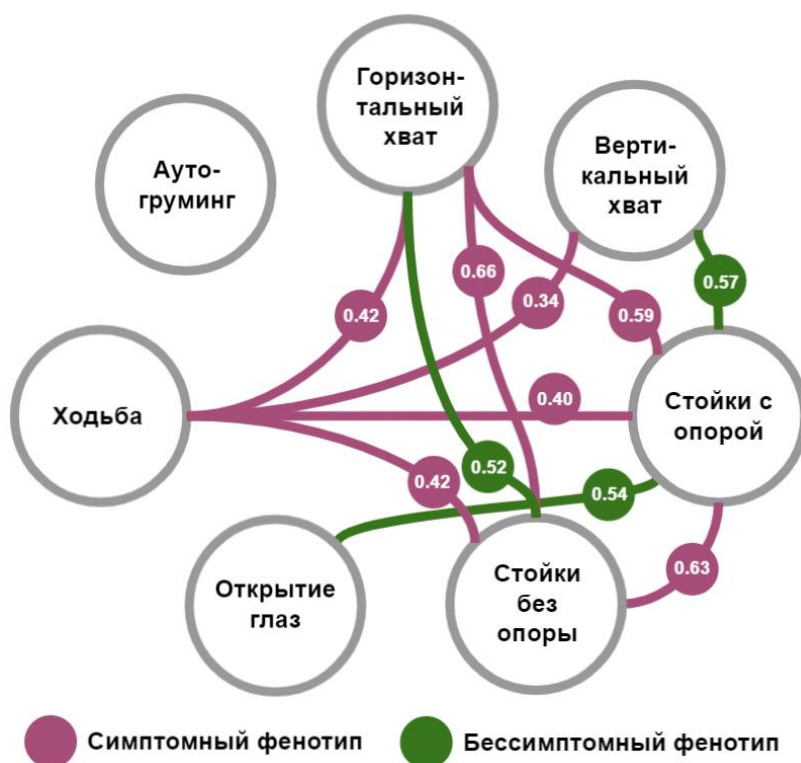 Горизон-
тальный
хват
Ауто-
груминг
Верти-
кальный
хват
0.66
0.57
0.34
0.42
0.59
Ходьба
0.40
Стойки с
опорой
0.52
0.42
0.54
0.63
Открытие
глаз
Стойки
без
опоры
Симптомный фенотип
Бессимптомный фенотип